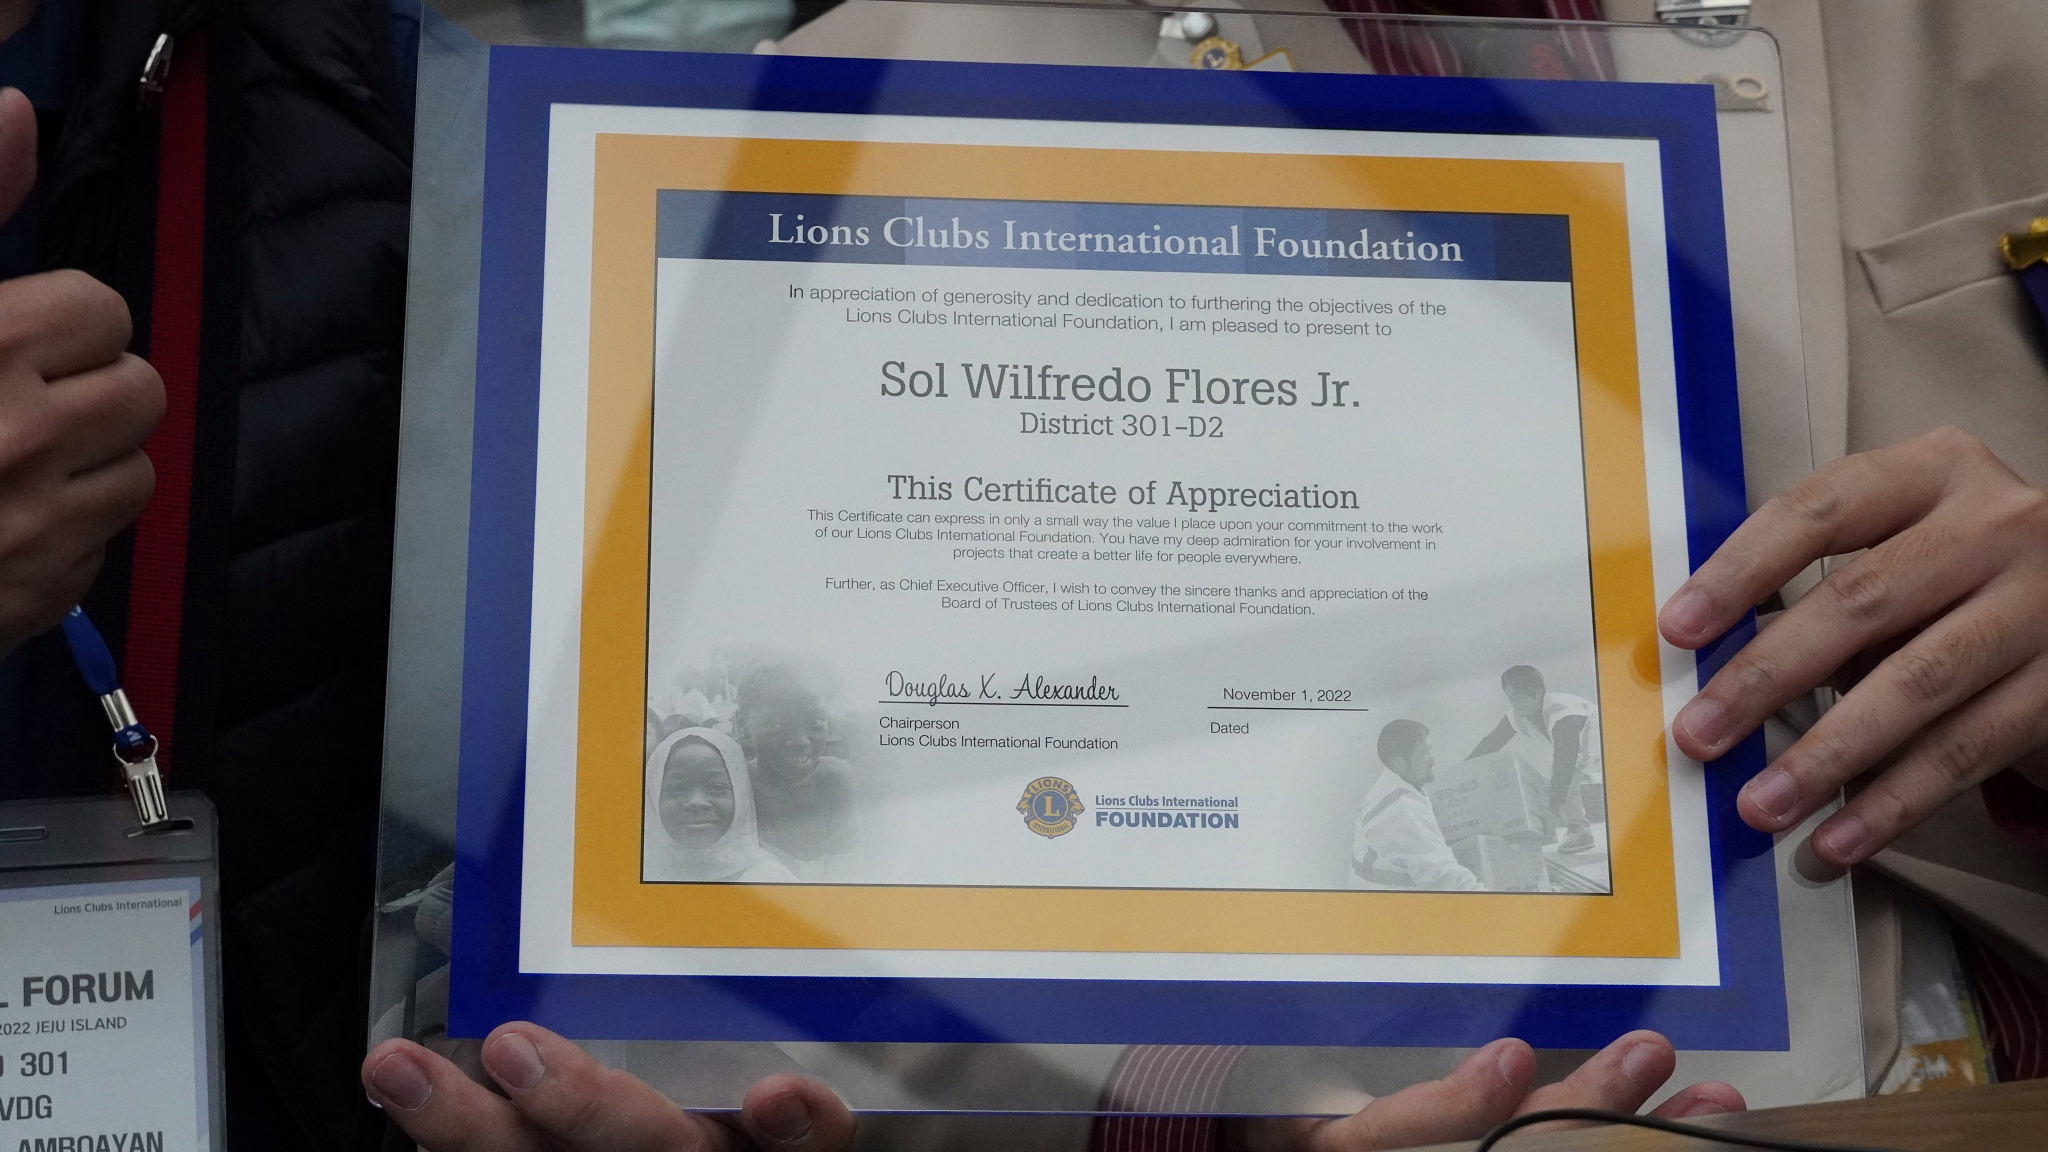 Lions Clubs International Foundation
In appreciation of generosity and dedication to furthering the objectives of the
Lions Clubs International Foundation, I am pleased to present to
Sol Wilfredo Flores Jr.
District 301-D2
This Certificate of Appreciation
This Certificate can express in only a small way the value I place upon your commitment to the work
of our Lions Clubs International Foundation. You have my deep admiration for your involvement in
projects that create a better life for people everywhere.
Further, as Chief Executive Officer, I wish to convey the sincere thanks and appreciation of the
Board of Trustees of Lions Clubs International Foundation.
Douglas X. Alexander
November 1, 2022
Chairperson
Dated
Lions Clubs International Foundation
LIONS
L
INTERNATIONAL
Lions Clubs International
FOUNDATION
Lions Clubs International
L FORUM
2022 JEJU ISLAND
301
VDG
AMBOAYAN